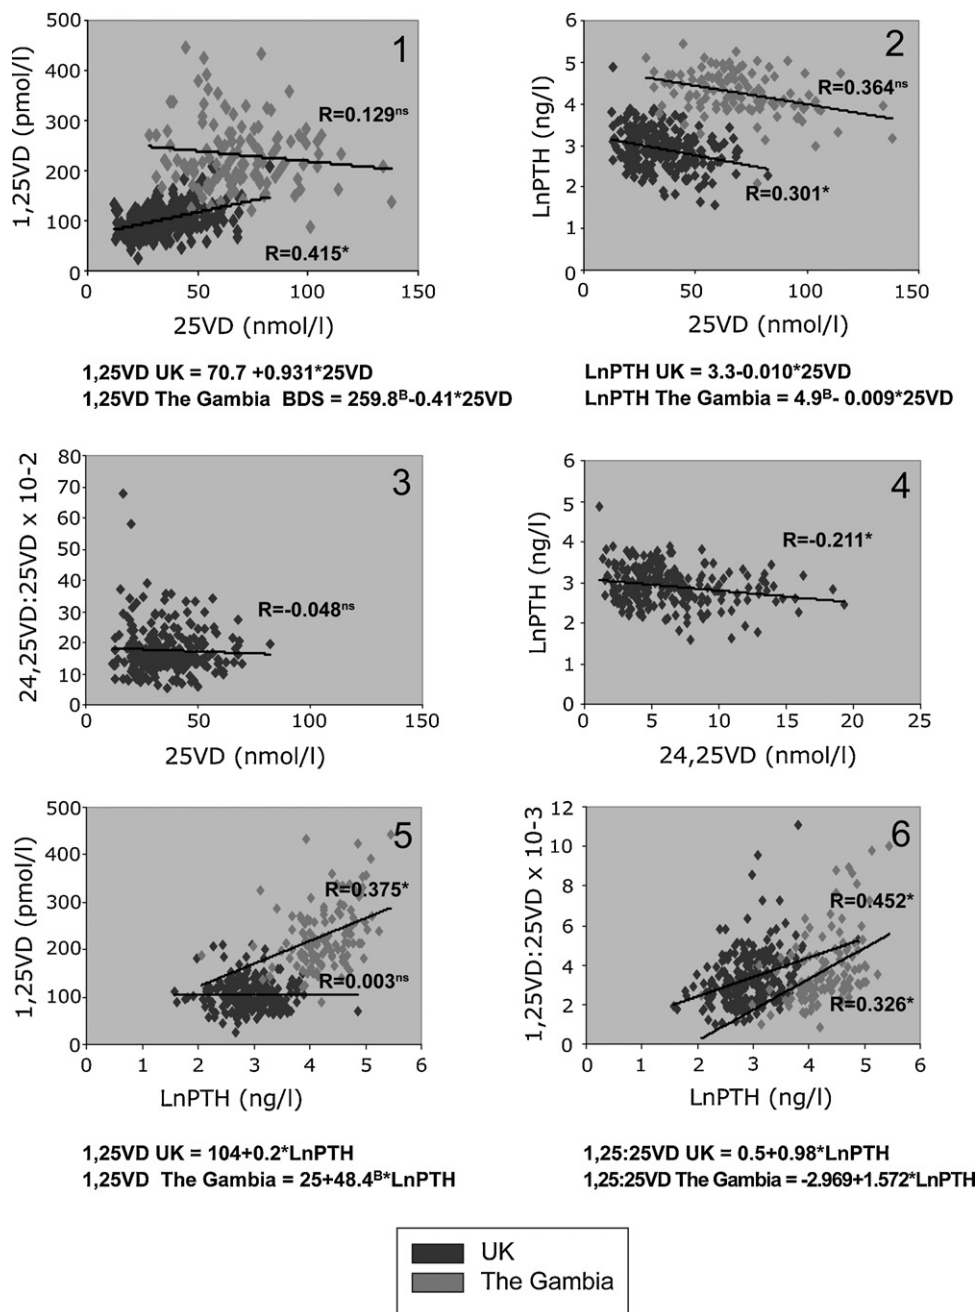 500
400
300
200
100
0
1,25VD (pmol/l)
1
R=0.129ns
R=0.415*
0 50 100 150
25VD (nmol/l)
1,25VD UK = 70.7 +0.931*25VD
1,25VD The Gambia BDS = 259.8B-0.41*25VD
6
5
4
3
2
1
0
LnPTH (ng/l)
2
R=0.364ns
R=0.301*
0 50 100 150
25VD (nmol/l)
LnPTH UK = 3.3-0.010*25VD
LnPTH The Gambia = 4.9B- 0.009*25VD
80
70
60
50
40
30
20
10
0
24,25VD:25VD x 10-2
3
R=-0.048ns
0 50 100 150
25VD (nmol/l)
6
5
4
3
2
1
0
LnPTH (ng/l)
4
R=-0.211*
0 5 10 15 20 25
24,25VD (nmol/l)
500
400
300
200
100
0
1,25VD (pmol/l)
5
R=0.375*
R=0.003ns
0 1 2 3 4 5 6
LnPTH (ng/l)
1,25VD UK = 104+0.2*LnPTH
1,25VD The Gambia = 25+48.4B*LnPTH
12
10
8
6
4
2
0
1,25VD:25VD x 10-3
6
R=0.452*
R=0.326*
0 1 2 3 4 5 6
LnPTH (ng/l)
1,25:25VD UK = 0.5+0.98*LnPTH
1,25:25VD The Gambia = -2.969+1.572*LnPTH
UK
The Gambia